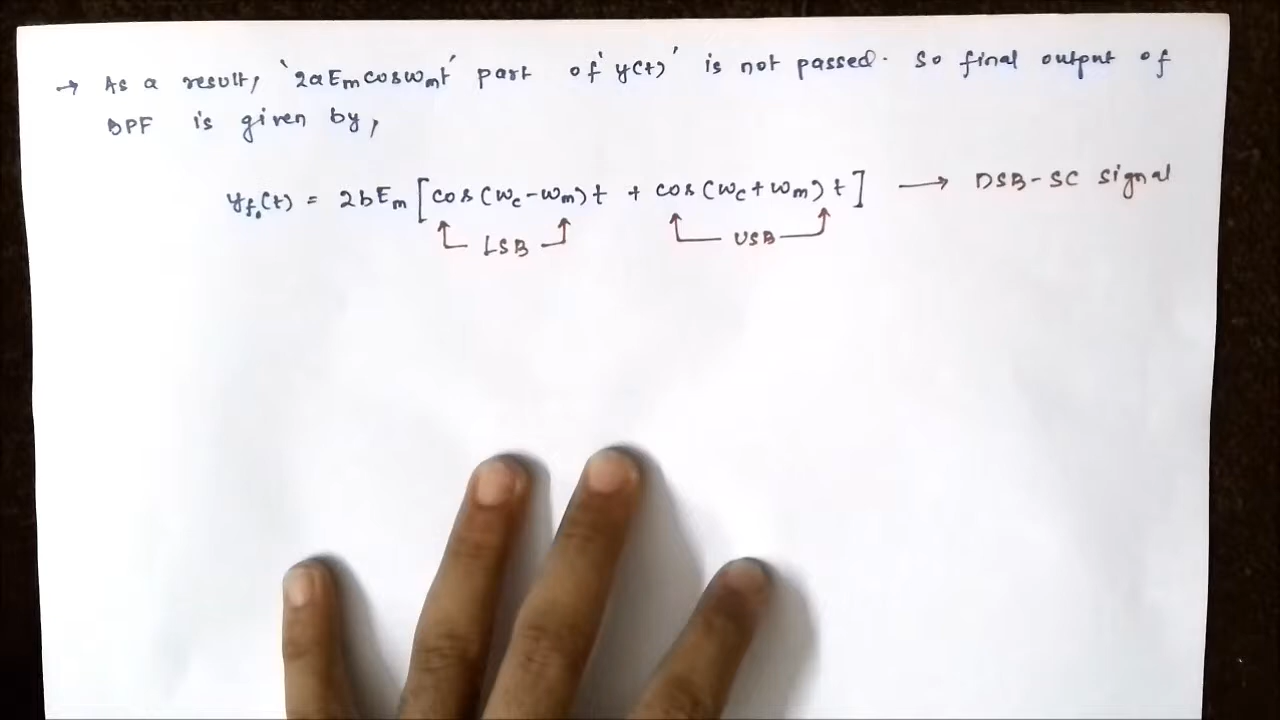 → As a result, '2aEmcosωmt' part of 'y(t)' is not passed. So final output of
BPF is given by,
yf.(t) = 2bEm [cos(ωc-ωm)t + cos(ωc+ωm)t] → DSB-SC signal
LSB USB